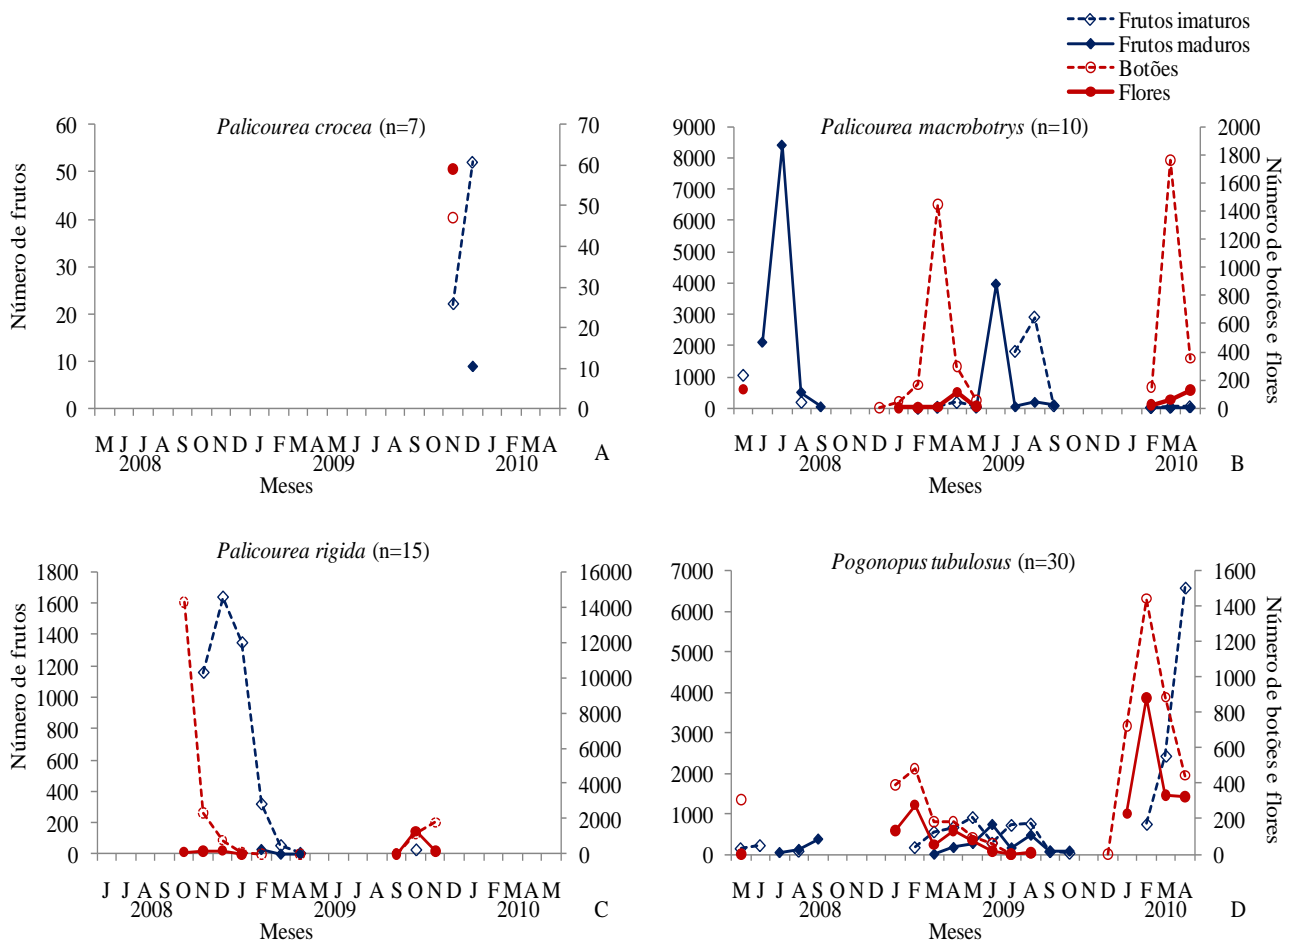 Frutos imaturos
Frutos maduros
Botões
Flores
Palicourea crocea (n=7)
Número de frutos
60
50
40
30
20
10
0
70
60
50
40
30
20
10
0
M J J A S O N D J F M A M J J A S O N D J F M A
2008 2009 2010
Meses
A
Palicourea macrobotrys (n=10)
9000
8000
7000
6000
5000
4000
3000
2000
1000
0
2000
1800
1600
1400
1200
1000
800
600
400
200
0
Número de botões e flores
M J J A S O N D J F M A M J J A S O N D J F M A
2008 2009 2010
Meses
B
Palicourea rigida (n=15)
Número de frutos
1800
1600
1400
1200
1000
800
600
400
200
0
16000
14000
12000
10000
8000
6000
4000
2000
0
J J A S O N D J F M A M J J A S O N D J F M A M
2008 2009 2010
Meses
C
Pogonopus tubulosus (n=30)
7000
6000
5000
4000
3000
2000
1000
0
1600
1400
1200
1000
800
600
400
200
0
Número de botões e flores
M J J A S O N D J F M A M J J A S O N D J F M A
2008 2009 2010
Meses
D